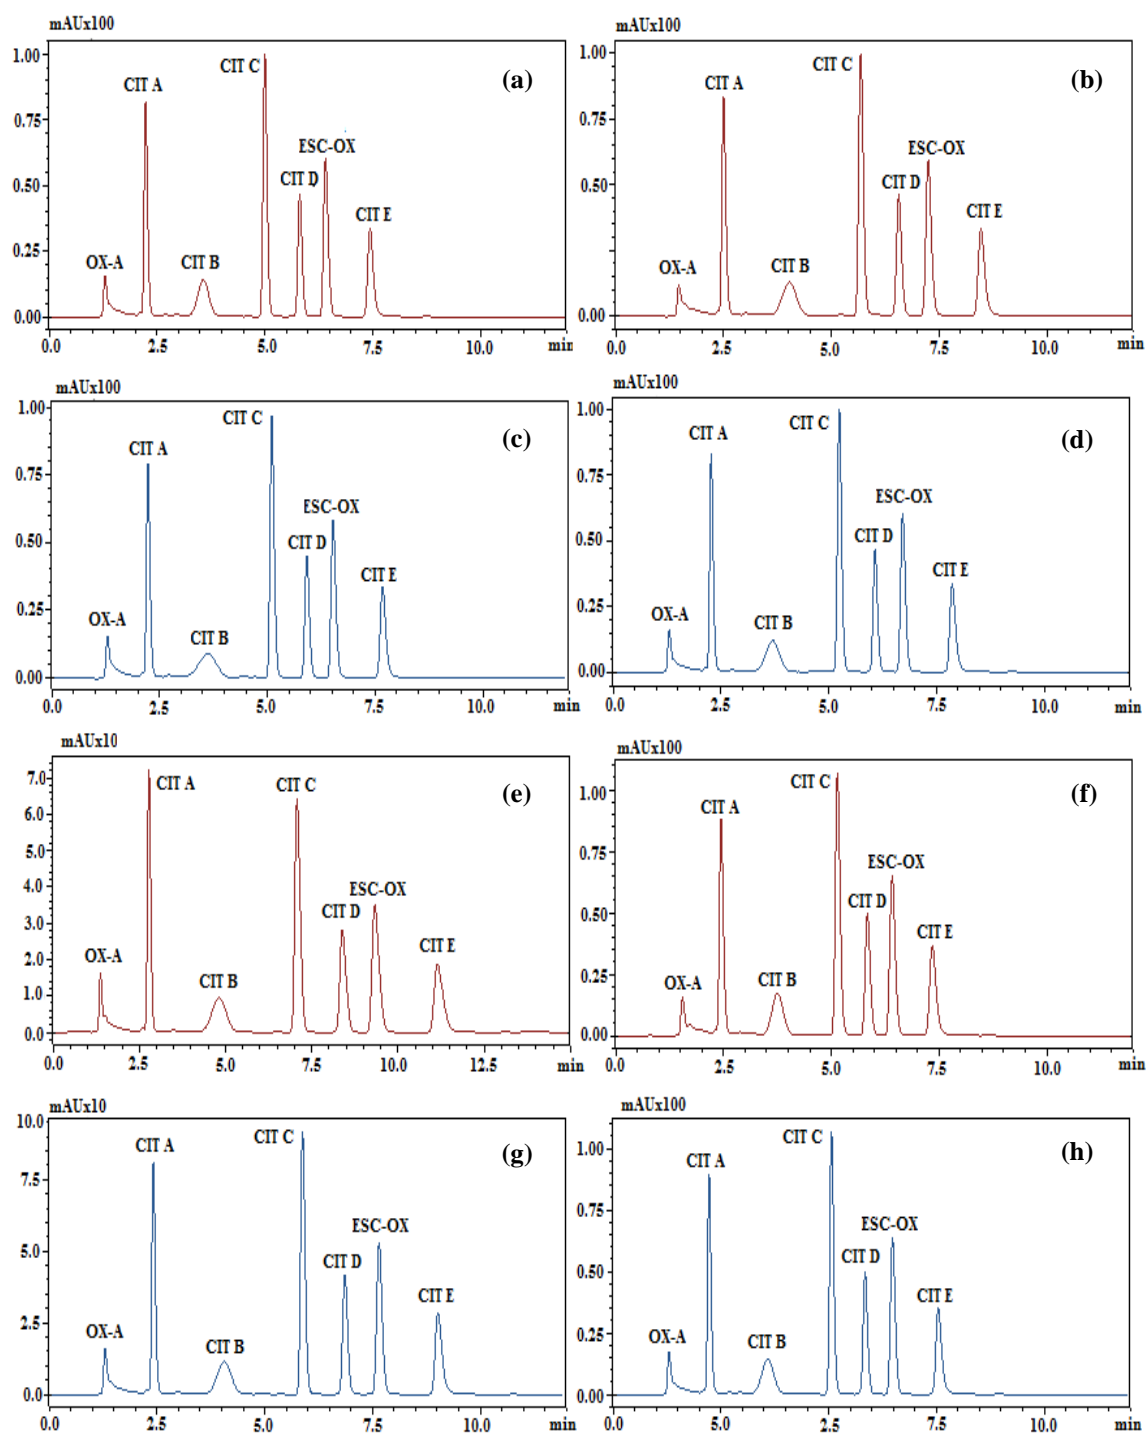 mAUx100
1.00
0.75
0.50
0.25
0.00
OX-A
CIT A
CIT B
CIT C
CIT D
ESC-OX
CIT E
(a)
0.0 2.5 5.0 7.5 10.0 min
mAUx100
1.00
0.75
0.50
0.25
0.00
OX-A
CIT A
CIT B
CIT C
CIT D
ESC-OX
CIT E
(b)
0.0 2.5 5.0 7.5 10.0 min
mAUx100
1.00
0.75
0.50
0.25
0.00
OX-A
CIT A
CIT B
CIT C
CIT D
ESC-OX
CIT E
(c)
0.0 2.5 5.0 7.5 10.0 min
mAUx100
1.00
0.75
0.50
0.25
0.00
OX-A
CIT A
CIT B
CIT C
CIT D
ESC-OX
CIT E
(d)
0.0 2.5 5.0 7.5 10.0 min
mAUx10
7.0
6.0
5.0
4.0
3.0
2.0
1.0
0.0
OX-A
CIT A
CIT B
CIT C
CIT D
ESC-OX
CIT E
(e)
0.0 2.5 5.0 7.5 10.0 12.5 min
mAUx100
1.00
0.75
0.50
0.25
0.00
OX-A
CIT A
CIT B
CIT C
CIT D
ESC-OX
CIT E
(f)
0.0 2.5 5.0 7.5 10.0 min
mAUx10
10.0
7.5
5.0
2.5
0.0
OX-A
CIT A
CIT B
CIT C
CIT D
ESC-OX
CIT E
(g)
0.0 2.5 5.0 7.5 10.0 min
mAUx100
1.00
0.75
0.50
0.25
0.00
OX-A
CIT A
CIT B
CIT C
CIT D
ESC-OX
CIT E
(h)
0.0 5.0 2.5 7.5 10.0 min